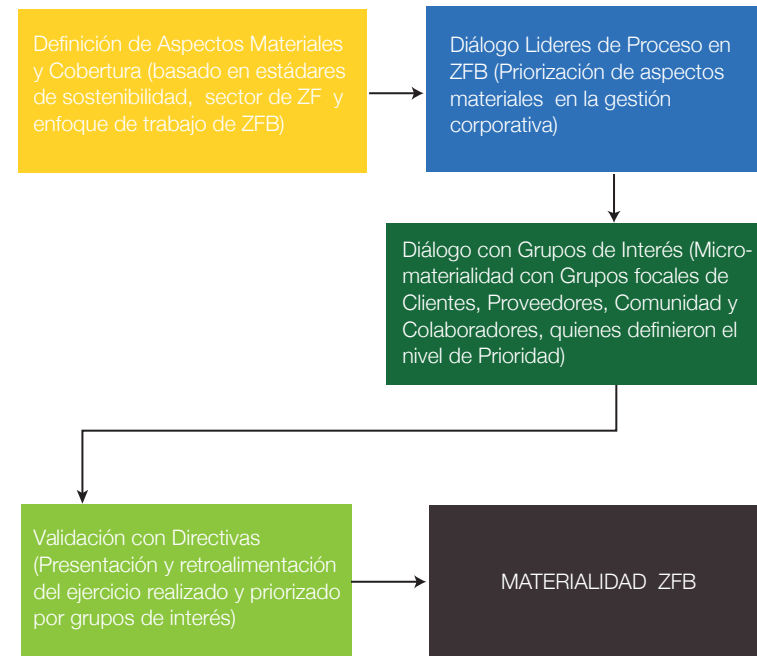 Definición de Aspectos Materiales
y Cobertura (basado en estádares
de sostenibilidad, sector de ZF y
enfoque de trabajo de ZFB)
Diálogo Lideres de Proceso en
ZFB (Priorización de aspectos
materiales en la gestión
corporativa)
Diálogo con Grupos de Interés (Micro-
materialidad con Grupos focales de
Clientes, Proveedores, Comunidad y
Colaboradores, quienes definieron el
nivel de Prioridad)
Validación con Directivas
(Presentación y retroalimentación
del ejercicio realizado y priorizado
por grupos de interés)
MATERIALIDAD ZFB